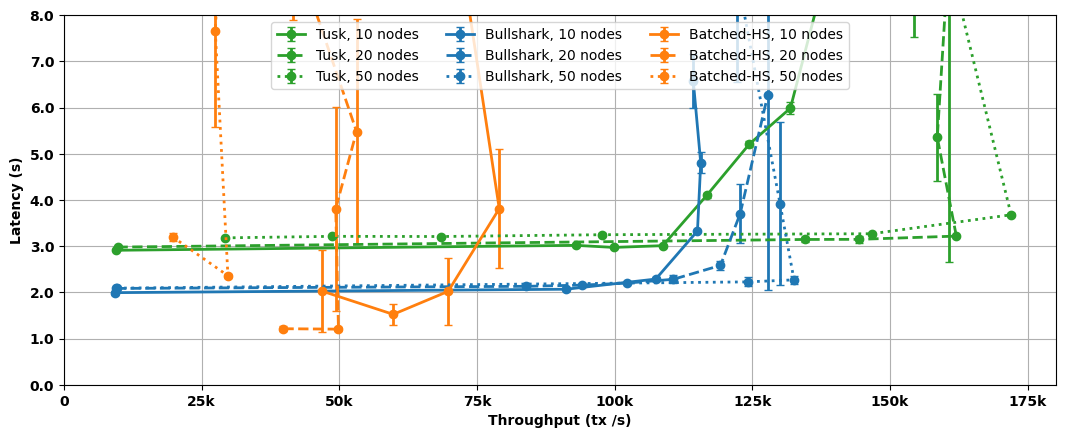 8.0
7.0
6.0
5.0
4.0
3.0
2.0
1.0
0.0
Latency (s)
Tusk, 10 nodes
Tusk, 20 nodes
Tusk, 50 nodes
Bullshark, 10 nodes
Bullshark, 20 nodes
Bullshark, 50 nodes
Batched-HS, 10 nodes
Batched-HS, 20 nodes
Batched-HS, 50 nodes
0 25k 50k 75k 100k 125k 150k 175k
Throughput (tx /s)